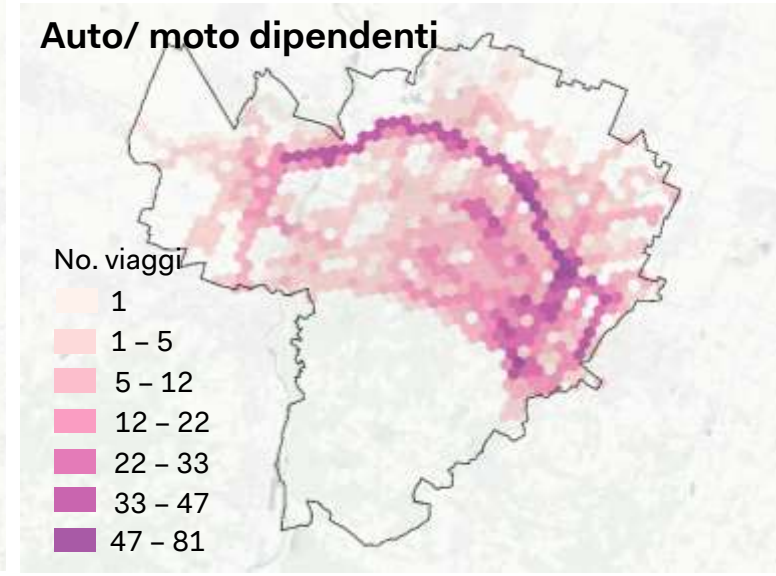 Auto/ moto dipendenti
No. viaggi
1
1 – 5
5 – 12
12 – 22
22 – 33
33 – 47
47 – 81